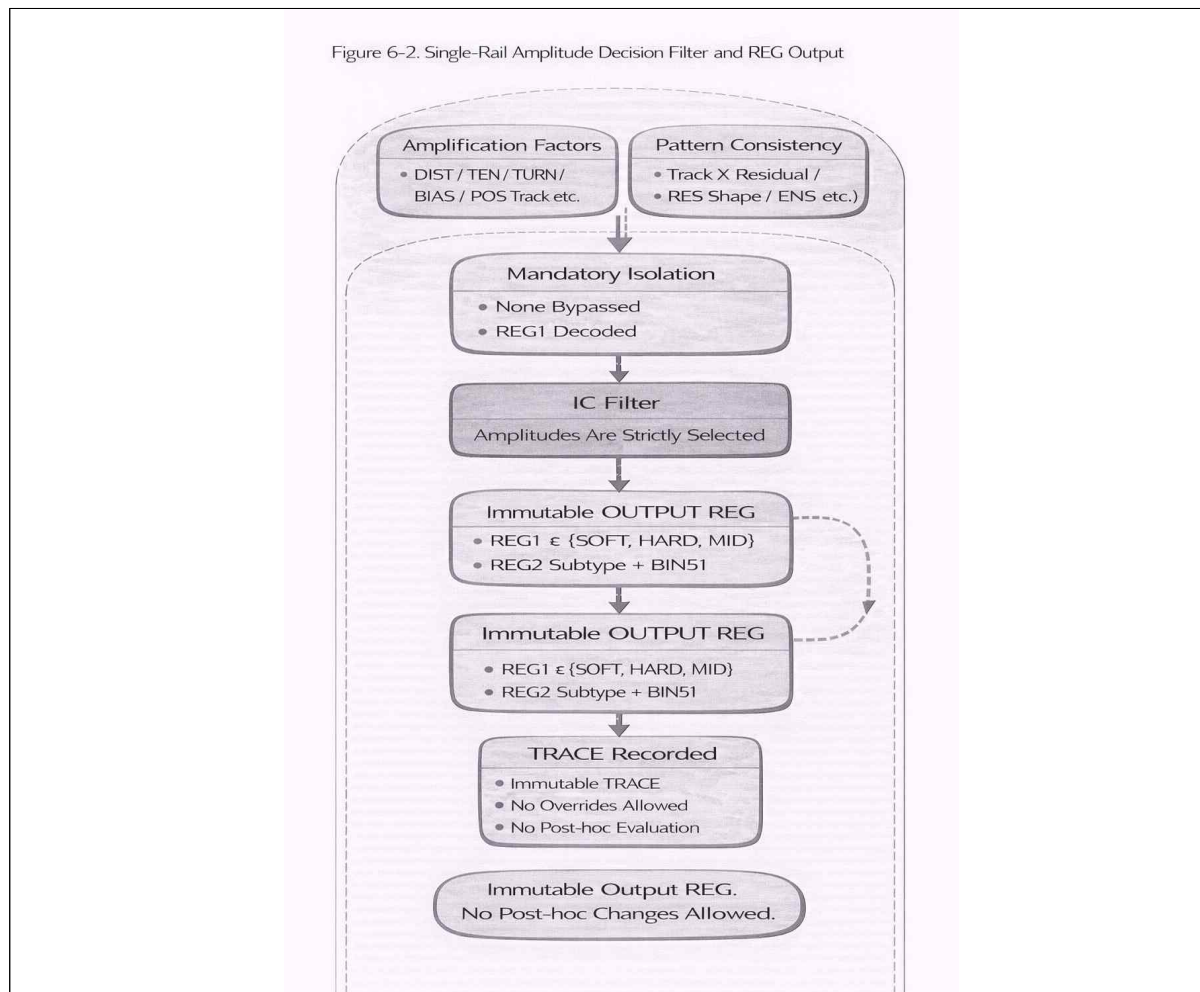 Figure 6-2. Single-Rail Amplitude Decision Filter and REG Output
Amplification Factors
• DIST / TEN / TURN /
BIAS / POS Track etc.
Pattern Consistency
• Track X Residual /
• RES Shape / ENS etc.)
Mandatory Isolation
• None Bypassed
• REG1 Decoded
IC Filter
Amplitudes Are Strictly Selected
Immutable OUTPUT REG
• REG1 ε {SOFT, HARD, MID}
• REG2 Subtype + BIN51
Immutable OUTPUT REG
• REG1 ε {SOFT, HARD, MID}
• REG2 Subtype + BIN51
TRACE Recorded
• Immutable TRACE
• No Overrides Allowed
• No Post-hoc Evaluation
Immutable Output REG.
No Post-hoc Changes Allowed.